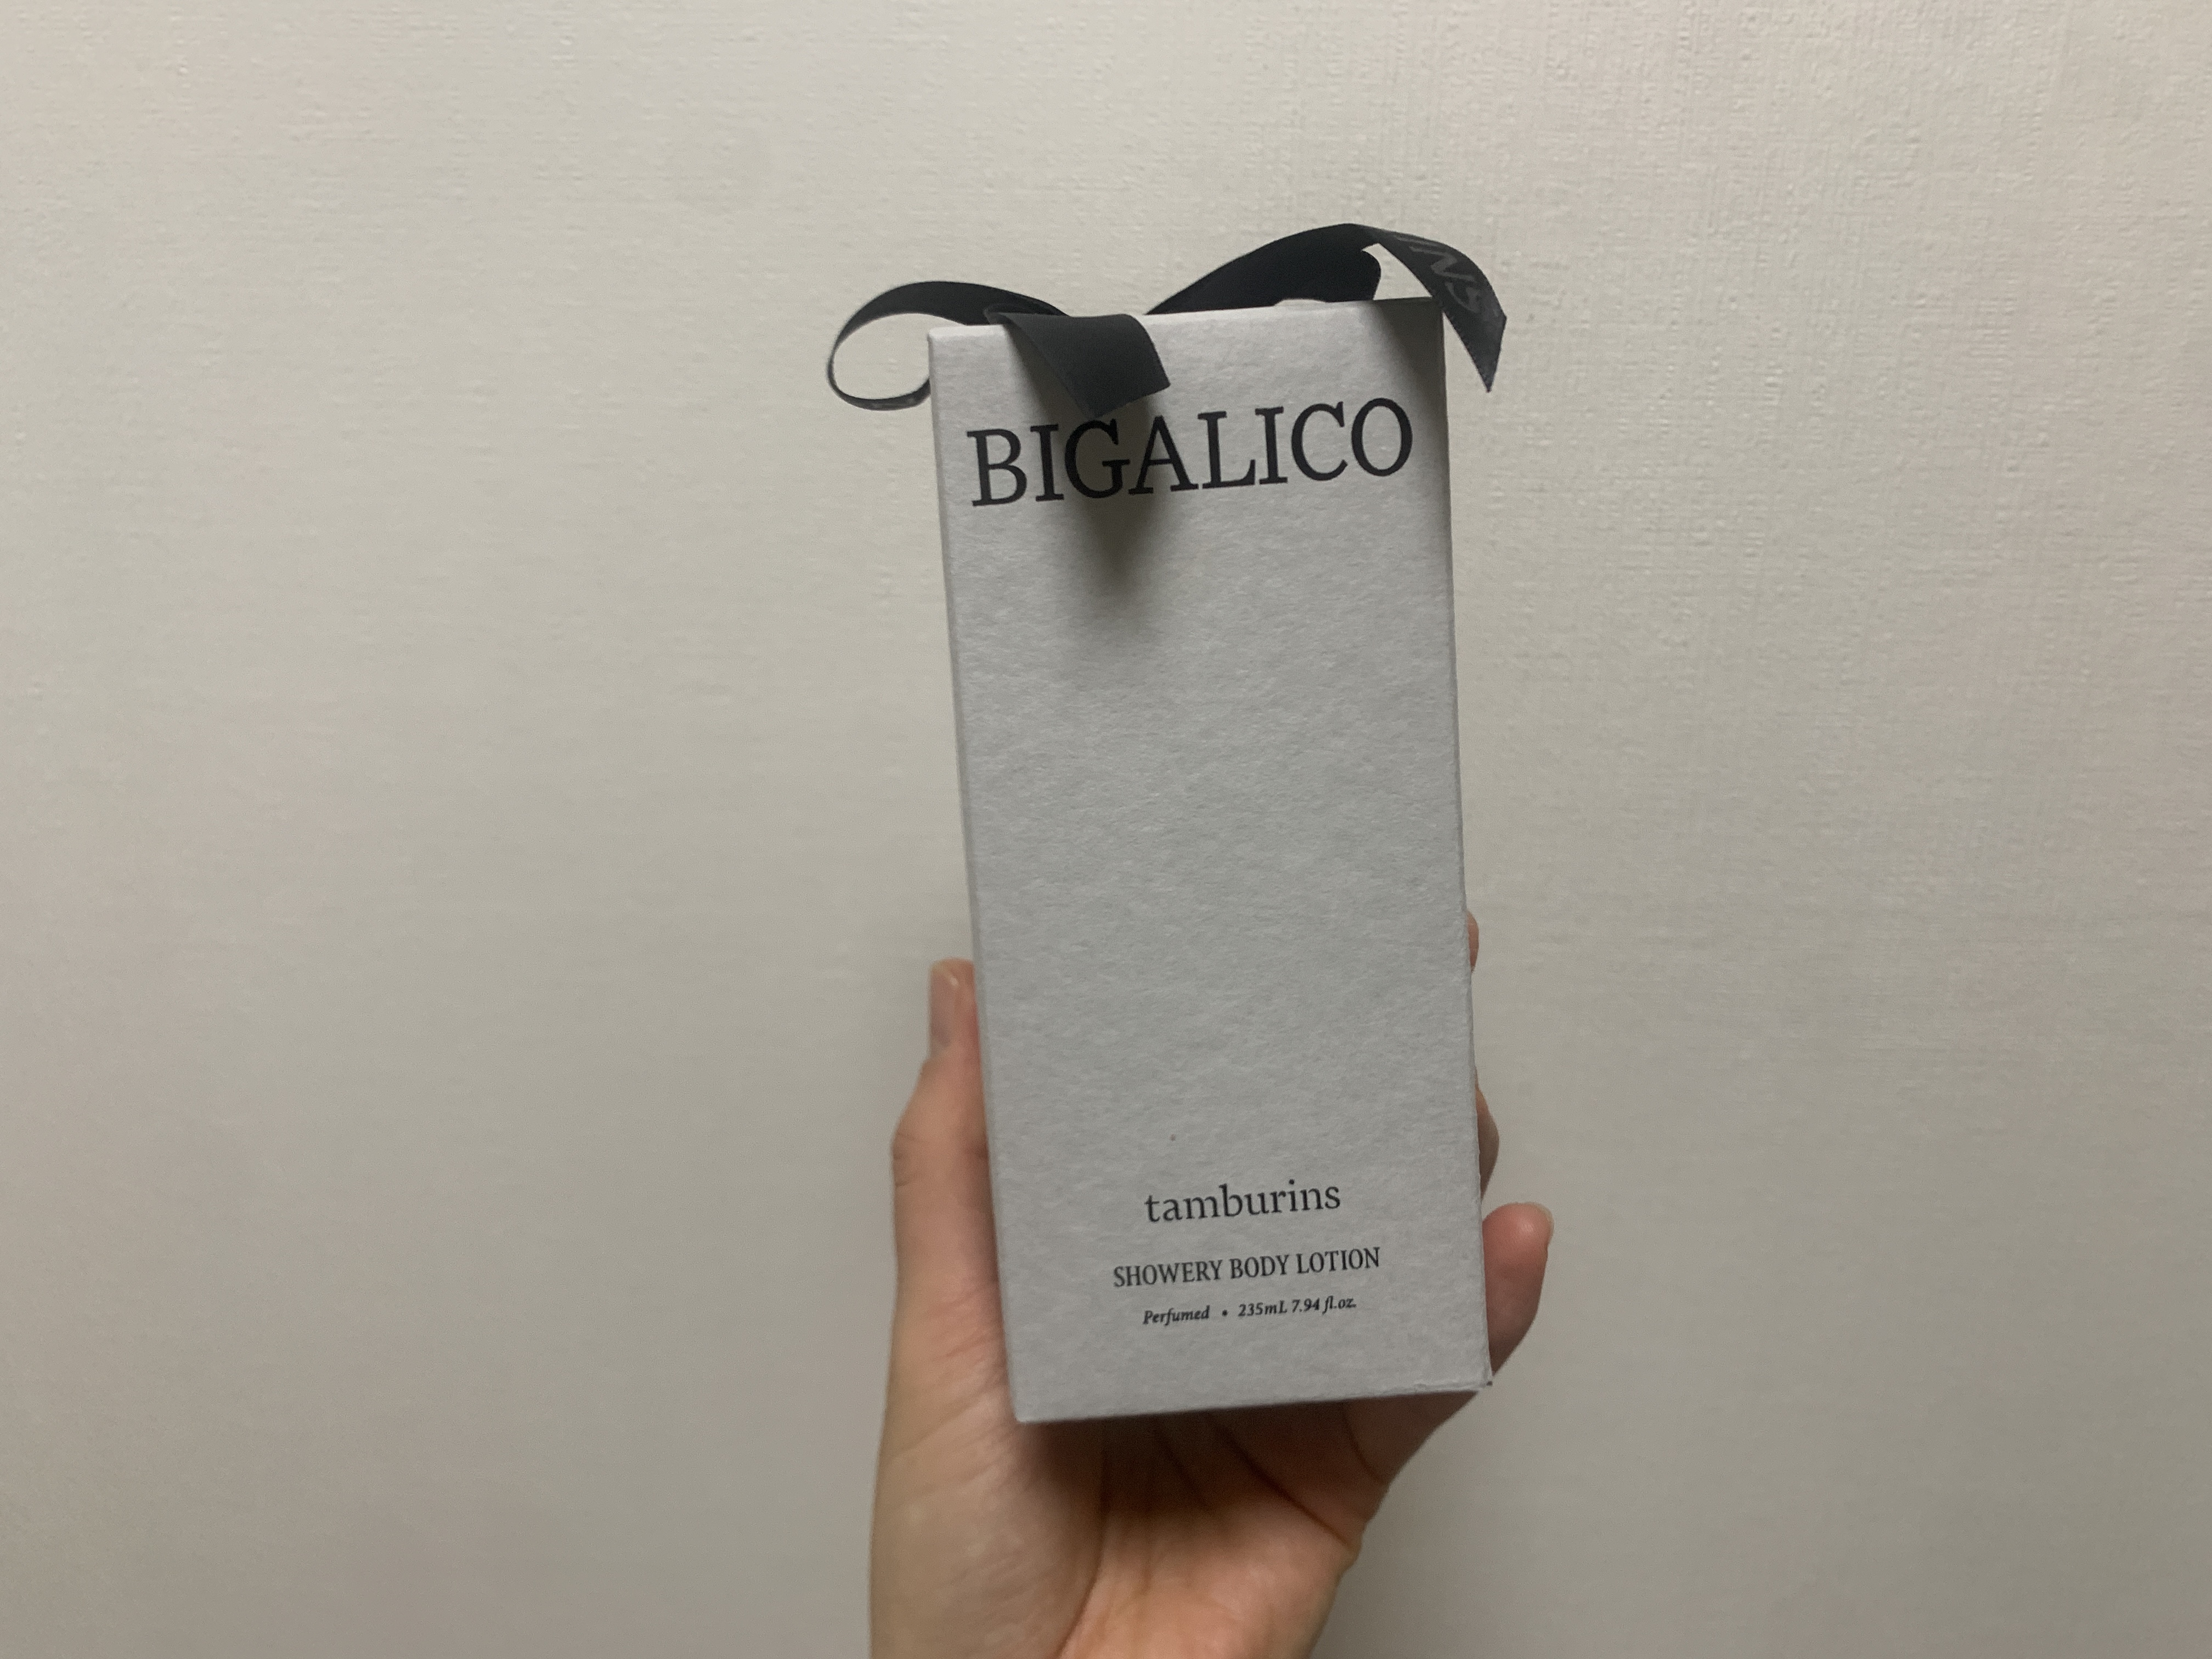 BIGALICO
tamburins
SHOWERY BODY LOTION
Perfumed • 235mL 7.94 fl.oz.